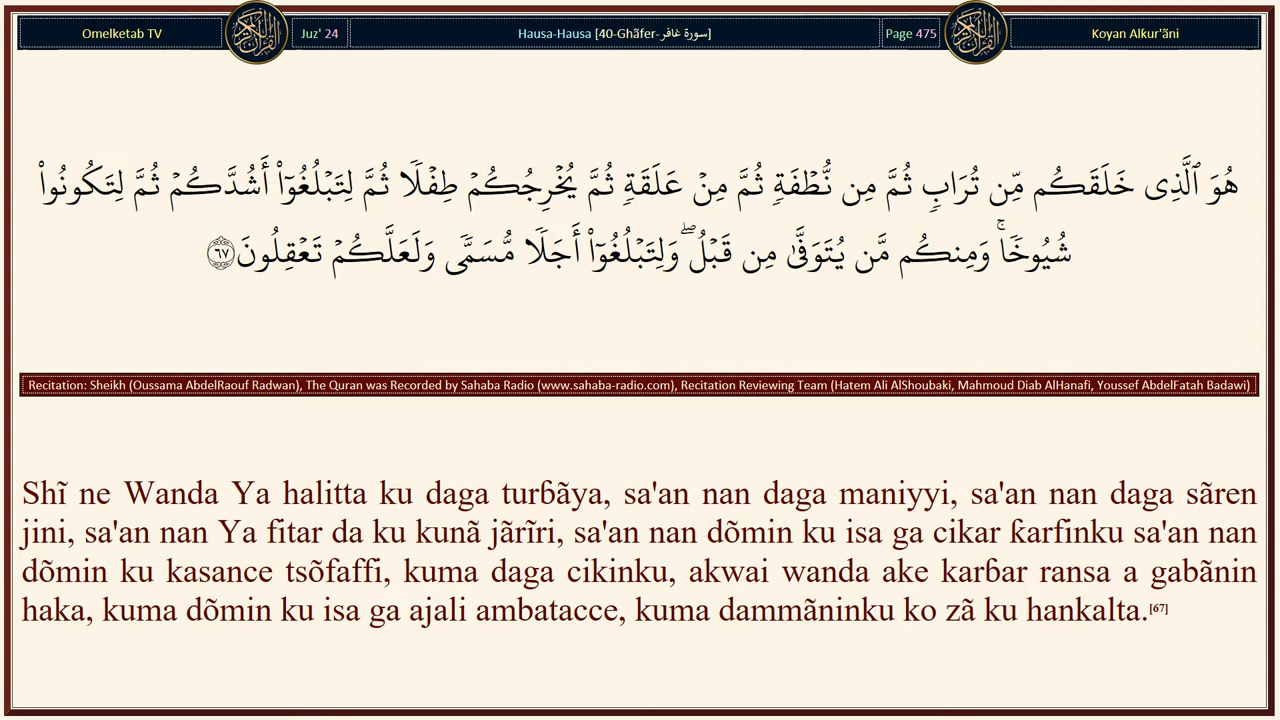 Omelketab TV
Juz' 24
Hausa-Hausa [40-Ghãfer-سورة غافر]
Page 475
Koyan Alƙur'ãni
هُوَ ٱلَّذِى خَلَقَكُم مِّن تُرَابٖ ثُمَّ مِن نُّطۡفَةٖ ثُمَّ مِنۡ عَلَقَةٖ ثُمَّ يُخۡرِجُكُمۡ طِفۡلٗا ثُمَّ لِتَبۡلُغُوٓاْ أَشُدَّكُمۡ ثُمَّ لِتَكُونُواْ
شُيُوخٗاۚ وَمِنكُم مَّن يُتَوَفَّىٰ مِن قَبۡلُۖ وَلِتَبۡلُغُوٓاْ أَجَلٗا مُّسَمّٗى وَلَعَلَّكُمۡ تَعۡقِلُونَ ٦٧
Recitation: Sheikh (Oussama AbdelRaouf Radwan), The Quran was Recorded by Sahaba Radio (www.sahaba-radio.com), Recitation Reviewing Team (Hatem Ali AlShoubaki, Mahmoud Diab AlHanafi, Youssef AbdelFatah Badawi)
Shĩ ne Wanda Ya halitta ku daga turɓãya, sa'an nan daga maniyyi, sa'an nan daga sãren
jini, sa'an nan Ya fitar da ku kunã jãrĩri, sa'an nan dõmin ku isa ga cikar ƙarfinku sa'an nan
dõmin ku kasance tsõfaffi, kuma daga cikinku, akwai wanda ake karɓar ransa a gabãnin
haka, kuma dõmin ku isa ga ajali ambatacce, kuma dammãninku ko zã ku hankalta.[67]